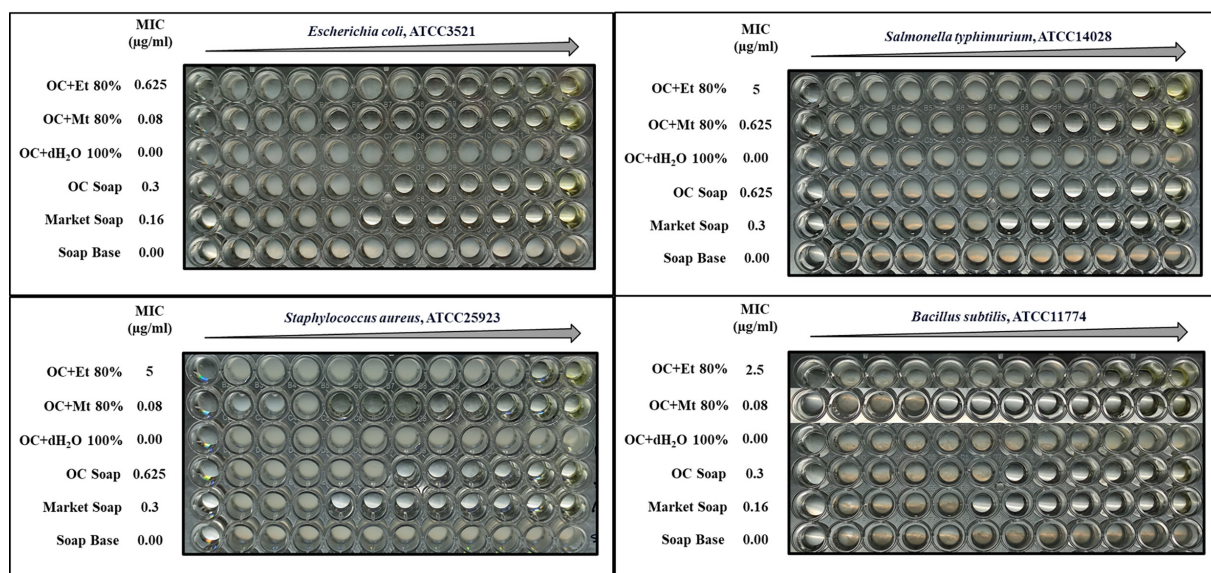 MIC
(μg/ml)
Escherichia coli, ATCC3521
OC+Et 80% 0.625
OC+Mt 80% 0.08
OC+dH₂O 100% 0.00
OC Soap 0.3
Market Soap 0.16
Soap Base 0.00
MIC
(μg/ml)
Salmonella typhimurium, ATCC14028
OC+Et 80% 5
OC+Mt 80% 0.625
OC+dH₂O 100% 0.00
OC Soap 0.625
Market Soap 0.3
Soap Base 0.00
MIC
(μg/ml)
Staphylococcus aureus, ATCC25923
OC+Et 80% 5
OC+Mt 80% 0.08
OC+dH₂O 100% 0.00
OC Soap 0.625
Market Soap 0.3
Soap Base 0.00
MIC
(μg/ml)
Bacillus subtilis, ATCC11774
OC+Et 80% 2.5
OC+Mt 80% 0.08
OC+dH₂O 100% 0.00
OC Soap 0.3
Market Soap 0.16
Soap Base 0.00